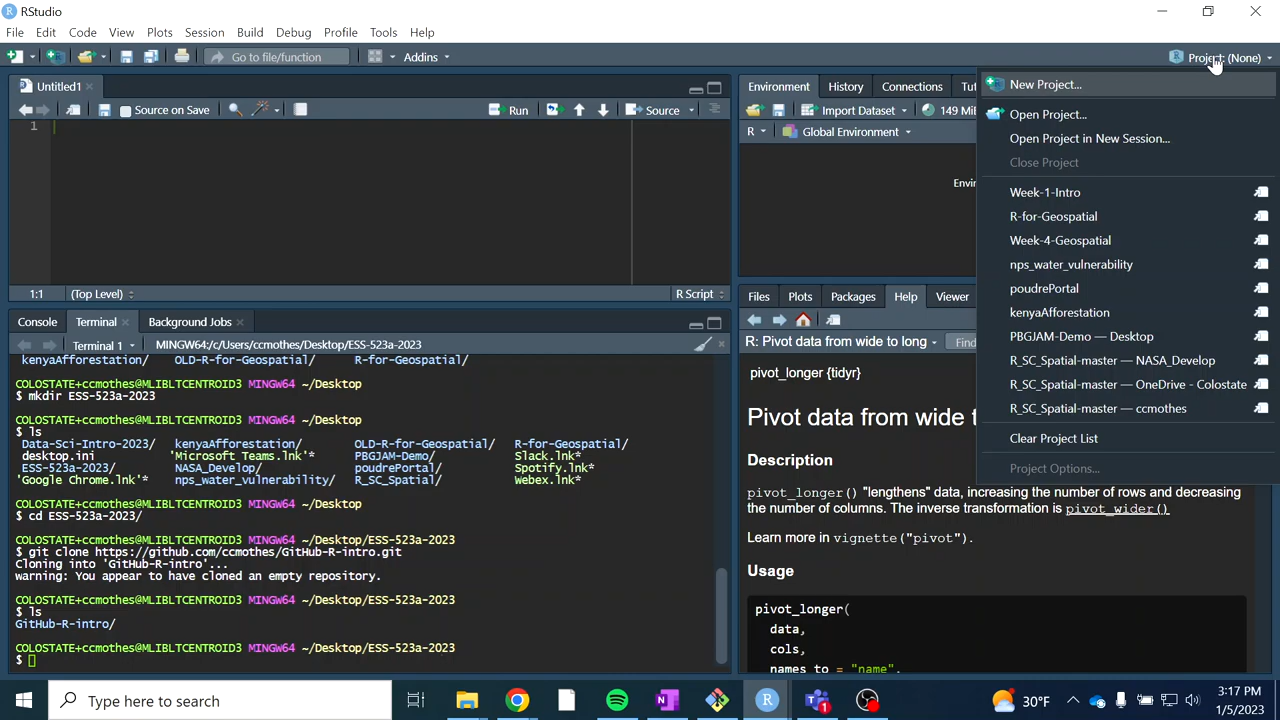 RStudio
File Edit Code View Plots Session Build Debug Profile Tools Help
Go to file/function Addins
Project: (None)
Untitled1
Source on Save Run Source
1
1:1 (Top Level) R Script
Console Terminal Background Jobs
Terminal 1 MINGW64:/c/Users/ccmothes/Desktop/ESS-523a-2023
kenyaAfforestation/ OLD-R-for-Geospatial/ R-for-Geospatial/
COLOSTATE+ccmothes@MLIBLTCENTROID3 MINGW64 ~/Desktop
$ mkdir ESS-523a-2023
COLOSTATE+ccmothes@MLIBLTCENTROID3 MINGW64 ~/Desktop
$ ls
Data-Sci-Intro-2023/ kenyaAfforestation/ OLD-R-for-Geospatial/ R-for-Geospatial/
desktop.ini 'Microsoft Teams.lnk'* PBGJAM-Demo/ Slack.lnk*
ESS-523a-2023/ NASA_Develop/ poudrePortal/ Spotify.lnk*
'Google Chrome.lnk'* nps_water_vulnerability/ R_SC_Spatial/ Webex.lnk*
COLOSTATE+ccmothes@MLIBLTCENTROID3 MINGW64 ~/Desktop
$ cd ESS-523a-2023/
COLOSTATE+ccmothes@MLIBLTCENTROID3 MINGW64 ~/Desktop/ESS-523a-2023
$ git clone https://github.com/ccmothes/GitHub-R-intro.git
Cloning into 'GitHub-R-intro'...
warning: You appear to have cloned an empty repository.
COLOSTATE+ccmothes@MLIBLTCENTROID3 MINGW64 ~/Desktop/ESS-523a-2023
$ ls
GitHub-R-intro/
COLOSTATE+ccmothes@MLIBLTCENTROID3 MINGW64 ~/Desktop/ESS-523a-2023
$
Environment History Connections Tut
Import Dataset 149 MiB
R Global Environment
Envir
Files Plots Packages Help Viewer
R: Pivot data from wide to long Find
pivot_longer {tidyr}
Pivot data from wide t
Description
pivot_longer() "lengthens" data, increasing the number of rows and decreasing
the number of columns. The inverse transformation is pivot_wider()
Learn more in vignette("pivot").
Usage
pivot_longer(
data,
cols,
names_to = "name",
New Project...
Open Project...
Open Project in New Session...
Close Project
Week-1-Intro
R-for-Geospatial
Week-4-Geospatial
nps_water_vulnerability
poudrePortal
kenyaAfforestation
PBGJAM-Demo — Desktop
R_SC_Spatial-master — NASA_Develop
R_SC_Spatial-master — OneDrive - Colostate
R_SC_Spatial-master — ccmothes
Clear Project List
Project Options...
Type here to search
30°F
3:17 PM
1/5/2023